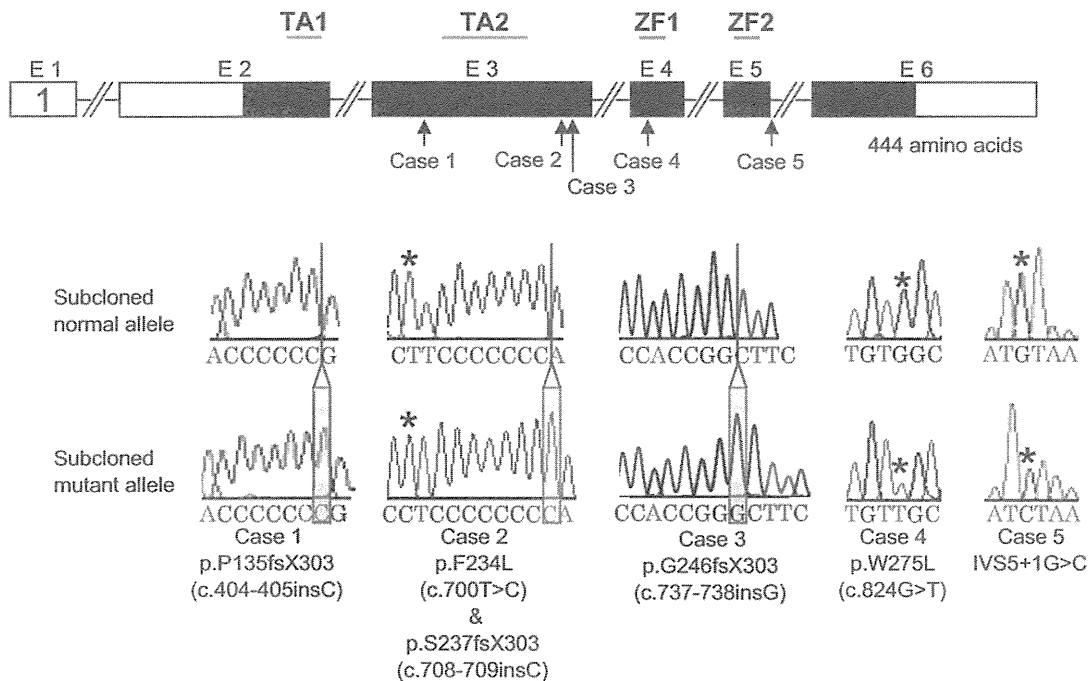 TA1 TA2 ZF1 ZF2
E 1 E 2 E 3 E 4 E 5 E 6
1
Case 1 Case 2 Case 4 Case 5 444 amino acids
Case 3
* * *
Subcloned
normal allele
ACCCCCCCG CTTCCCCCCCCA CCACCGGCTTC TGTGGC ATGTAA
* * *
Subcloned
mutant allele
ACCCCCCCCG CCTCCCCCCCCCA CCACCGGGCTTC TGTTGC ATCTAA
Case 1 Case 2 Case 3 Case 4 Case 5
p.P135fsX303 p.F234L p.G246fsX303 p.W275L IVS5+1G>C
(c.404-405insC) (c.700T>C) (c.737-738insG) (c.824G>T)
&
p.S237fsX303
(c.708-709insC)